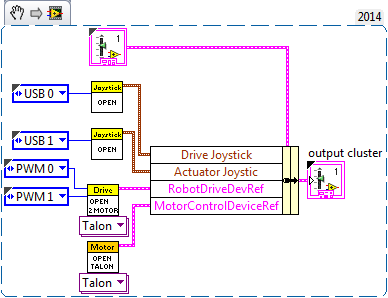 2014
1
USB 0
Joystick
OPEN
output cluster
USB 1
Joystick
OPEN
Drive Joystick
1
PWM 0
Actuator Joystic
Drive
RobotDriveDevRef
PWM 1
OPEN
2 MOTOR
MotorControlDeviceRef
Talon
Motor
OPEN
TALON
Talon